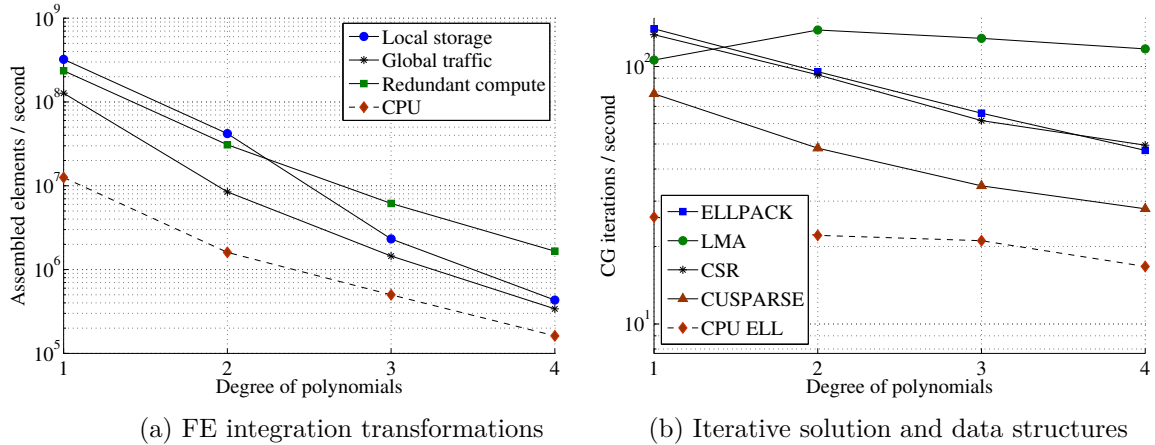 10^9
10^8
10^7
10^6
10^5
Assembled elements / second
Local storage
Global traffic
Redundant compute
CPU
1 2 3 4
Degree of polynomials
(a) FE integration transformations
10^2
10^1
CG iterations / second
ELLPACK
LMA
CSR
CUSPARSE
CPU ELL
1 2 3 4
Degree of polynomials
(b) Iterative solution and data structures